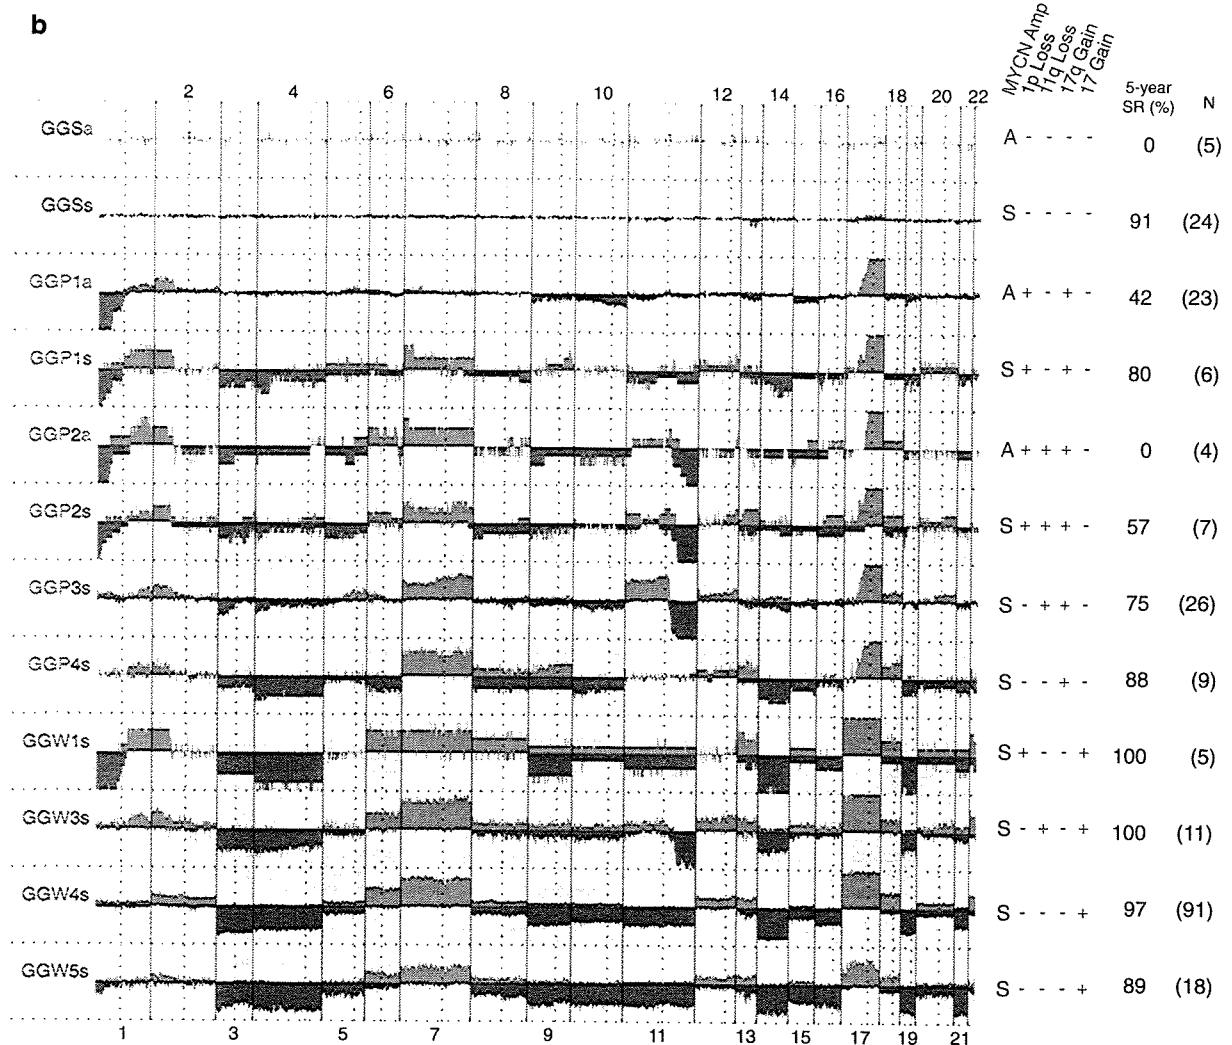 b
MYCN Amp
1p Loss
11q Loss
17q Gain
17 Gain
2 4 6 8 10 12 14 16 18 20 22
5-year SR (%) N
GGSa A - - - - 0 (5)
GGSs S - - - - 91 (24)
GGP1a A + - + - 42 (23)
GGP1s S + - + - 80 (6)
GGP2a A + + + - 0 (4)
GGP2s S + + + - 57 (7)
GGP3s S - + + - 75 (26)
GGP4s S - - + - 88 (9)
GGW1s S + - - + 100 (5)
GGW3s S - + - + 100 (11)
GGW4s S - - - + 97 (91)
GGW5s S - - - + 89 (18)
1 3 5 7 9 11 13 15 17 19 21